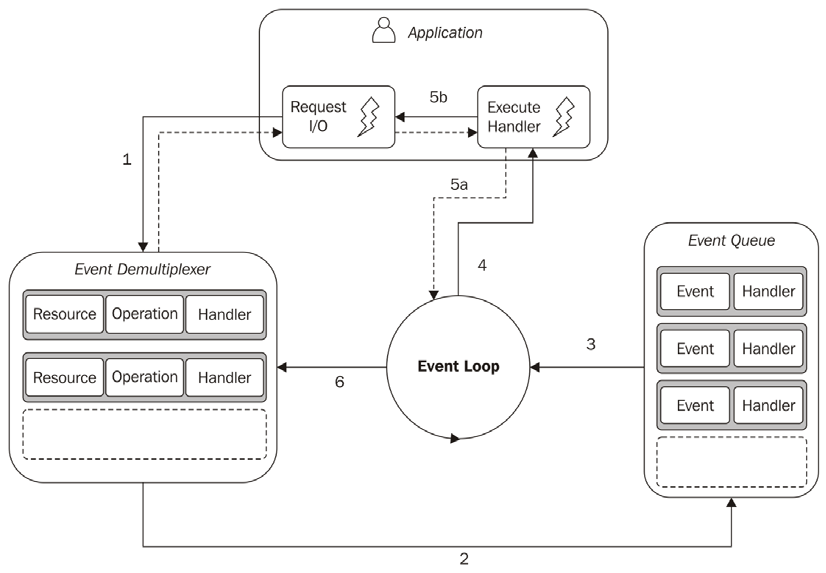 Application
Request
I/O
5b
Execute
Handler
1
5a
4
Event Demultiplexer
Resource Operation Handler
Resource Operation Handler
Event Loop
3
6
Event Queue
Event Handler
Event Handler
Event Handler
2